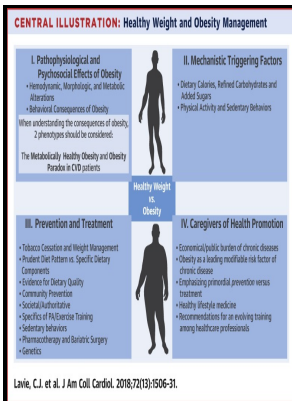 CENTRAL ILLUSTRATION: Healthy Weight and Obesity Management
I. Pathophysiological and
Psychosocial Effects of Obesity
• Hemodynamic, Morphologic, and Metabolic
Alterations
• Behavioral Consequences of Obesity
When understanding the consequences of obesity,
2 phenotypes should be considered:
The Metabolically Healthy Obesity and Obesity
Paradox in CVD patients
II. Mechanistic Triggering Factors
• Dietary Calories, Refined Carbohydrates and
Added Sugars
• Physical Activity and Sedentary Behaviors
Healthy Weight
vs.
Obesity
III. Prevention and Treatment
• Tobacco Cessation and Weight Management
• Prudent Diet Pattern vs. Specific Dietary
Components
• Evidence for Dietary Quality
• Community Prevention
• Societal/Authoritative
• Specifics of PA/Exercise Training
• Sedentary behaviors
• Pharmacotherapy and Bariatric Surgery
• Genetics
IV. Caregivers of Health Promotion
• Economical/public burden of chronic diseases
• Obesity as a leading modifiable risk factor of
chronic disease
• Emphasizing primordial prevention versus
treatment
• Healthy lifestyle medicine
• Recommendations for an evolving training
among healthcare professionals
Lavie, C.J. et al. J Am Coll Cardiol. 2018;72(13):1506-31.